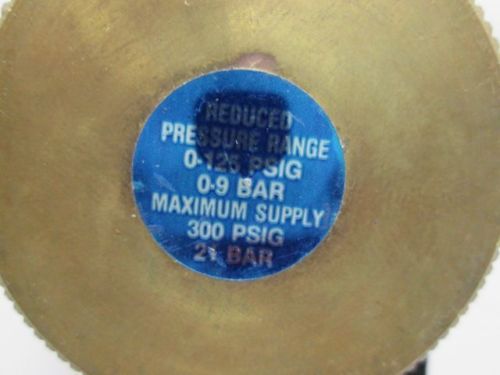 REDUCED
PRESSURE RANGE
0-125 PSIG
0-9 BAR
MAXIMUM SUPPLY
300 PSIG
21 BAR